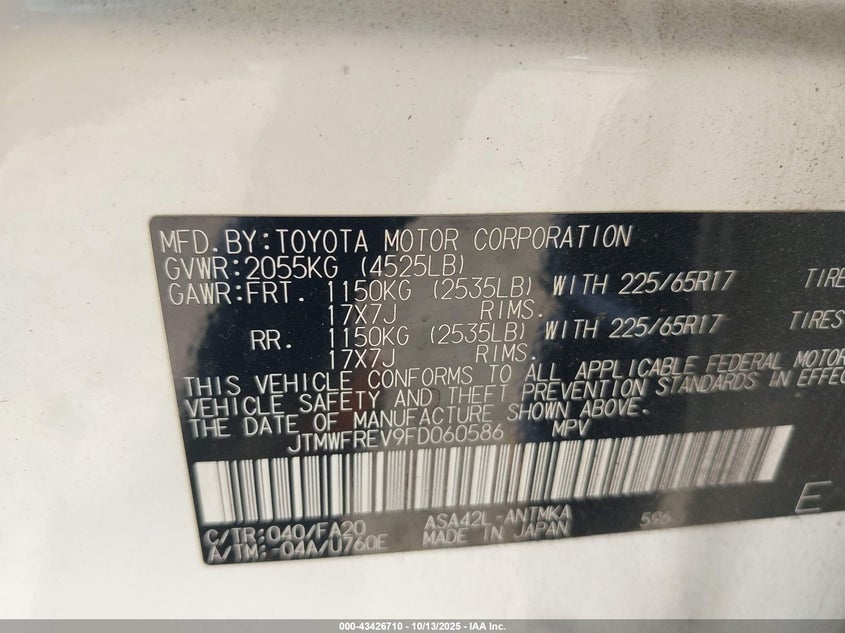 MFD. BY: TOYOTA MOTOR CORPORATION
GVWR: 2055KG (4525LB)
GAWR: FRT. 1150KG (2535LB) WITH 225/65R17 TIRE
17X7J RIMS.
RR. 1150KG (2535LB) WITH 225/65R17 TIRES
17X7J RIMS.
THIS VEHICLE CONFORMS TO ALL APPLICABLE FEDERAL MOTOR
VEHICLE SAFETY AND THEFT PREVENTION STANDARDS IN EFFEC
THE DATE OF MANUFACTURE SHOWN ABOVE.
JTMWFREV9FD060586 MPV
E
C/TR: 040/FA20 ASA42L-ANTMKA 596
A/TM: -04A/U760E MADE IN JAPAN
000-43426710 | 10/13/2025 - IAA Inc.